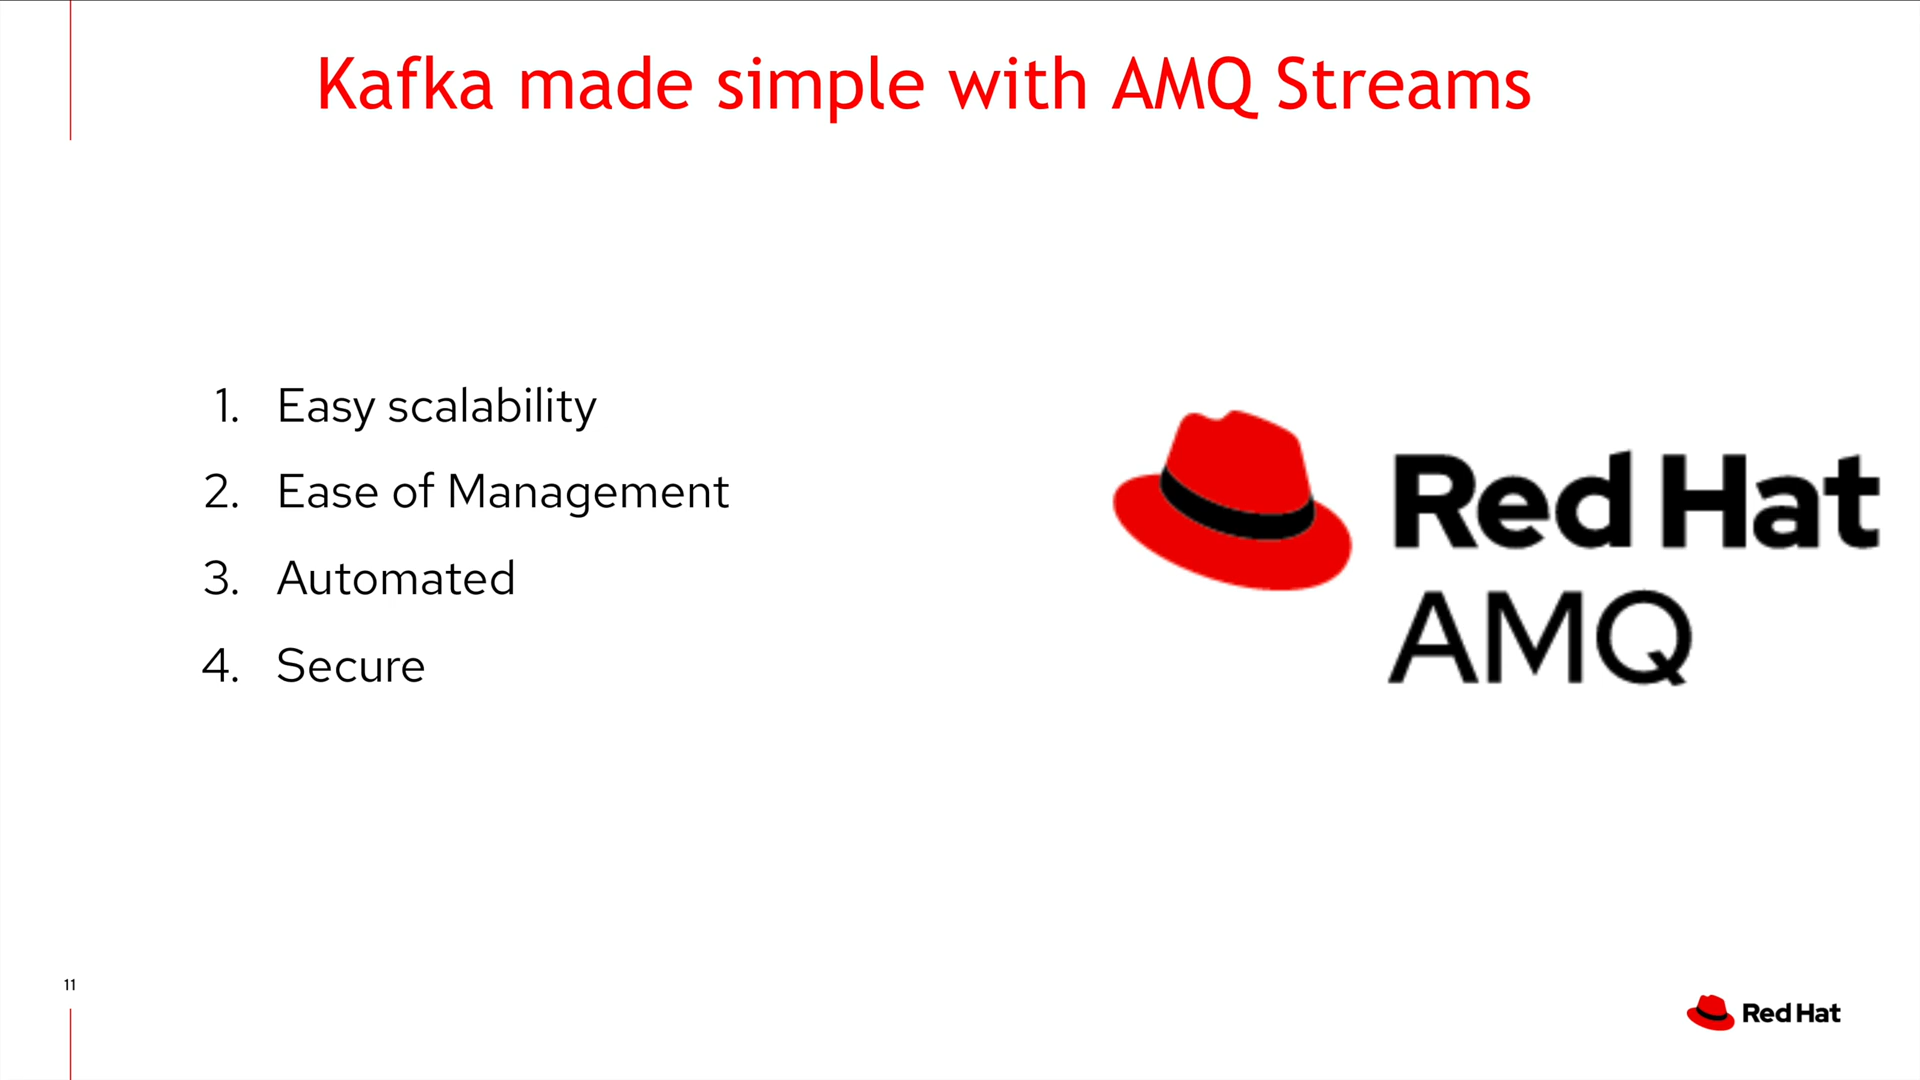 Kafka made simple with AMQ Streams
1. Easy scalability
2. Ease of Management
3. Automated
4. Secure
Red Hat
AMQ
11
Red Hat